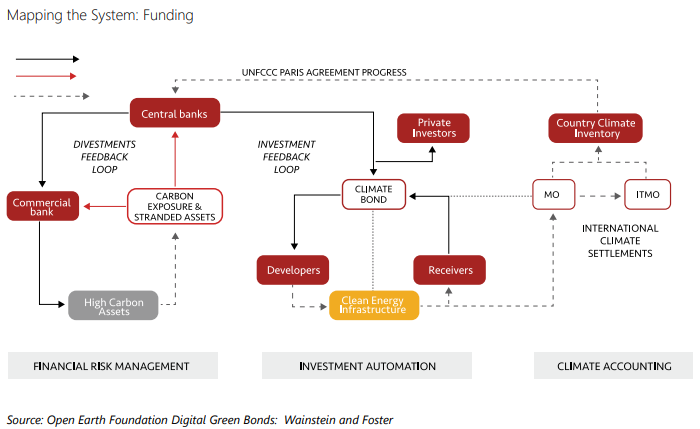 Mapping the System: Funding
UNFCCC PARIS AGREEMENT PROGRESS
Central banks
Private
Investors
Country Climate
Inventory
DIVESTMENTS
FEEDBACK
LOOP
INVESTMENT
FEEDBACK
LOOP
Commercial
bank
CARBON
EXPOSURE &
STRANDED ASSETS
CLIMATE
BOND
MO
ITMO
INTERNATIONAL
CLIMATE
SETTLEMENTS
Developers
Receivers
High Carbon
Assets
Clean Energy
Infrastructure
FINANCIAL RISK MANAGEMENT
INVESTMENT AUTOMATION
CLIMATE ACCOUNTING
Source: Open Earth Foundation Digital Green Bonds: Wainstein and Foster